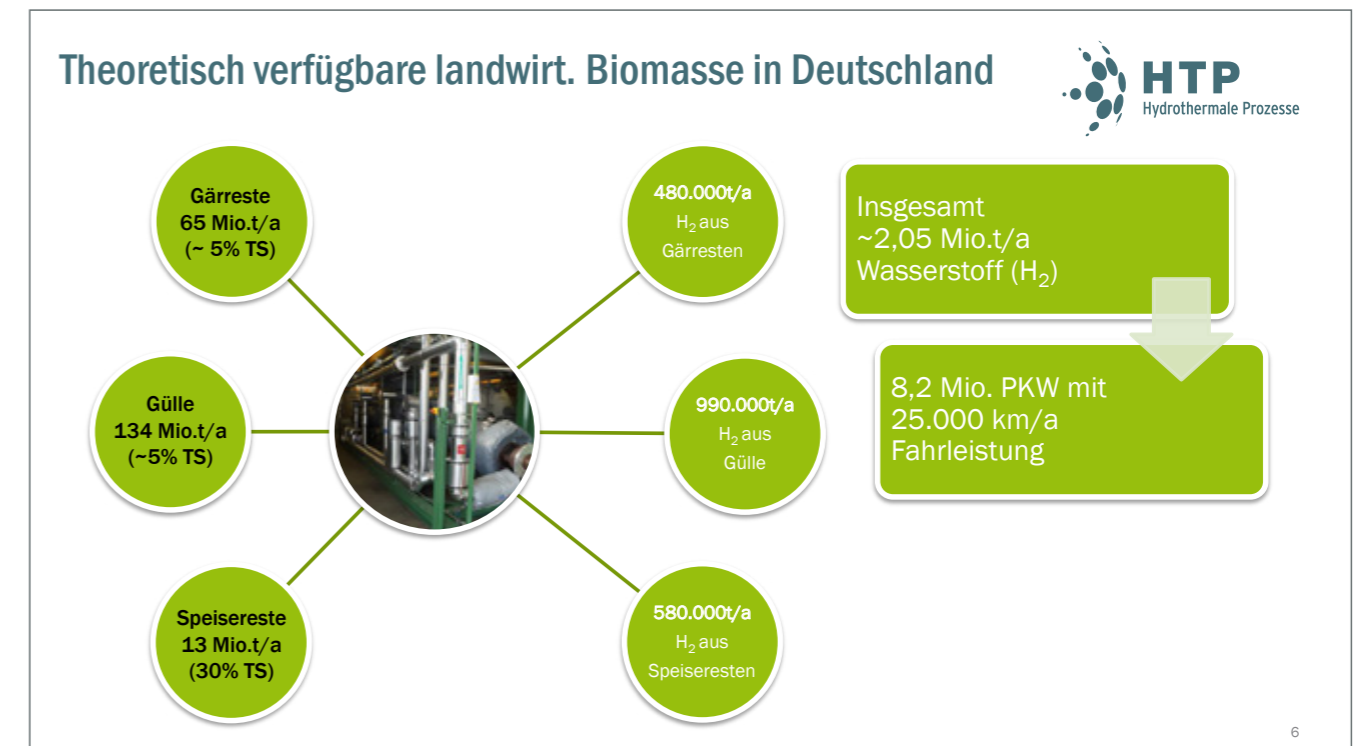 Theoretisch verfügbare landwirt. Biomasse in Deutschland
HTP
Hydrothermale Prozesse
Gärreste
65 Mio.t/a
(~ 5% TS)
Gülle
134 Mio.t/a
(~5% TS)
Speisereste
13 Mio.t/a
(30% TS)
480.000t/a
H₂ aus
Gärresten
990.000t/a
H₂ aus
Gülle
580.000t/a
H₂ aus
Speiseresten
Insgesamt
~2,05 Mio.t/a
Wasserstoff (H₂)
8,2 Mio. PKW mit
25.000 km/a
Fahrleistung
6